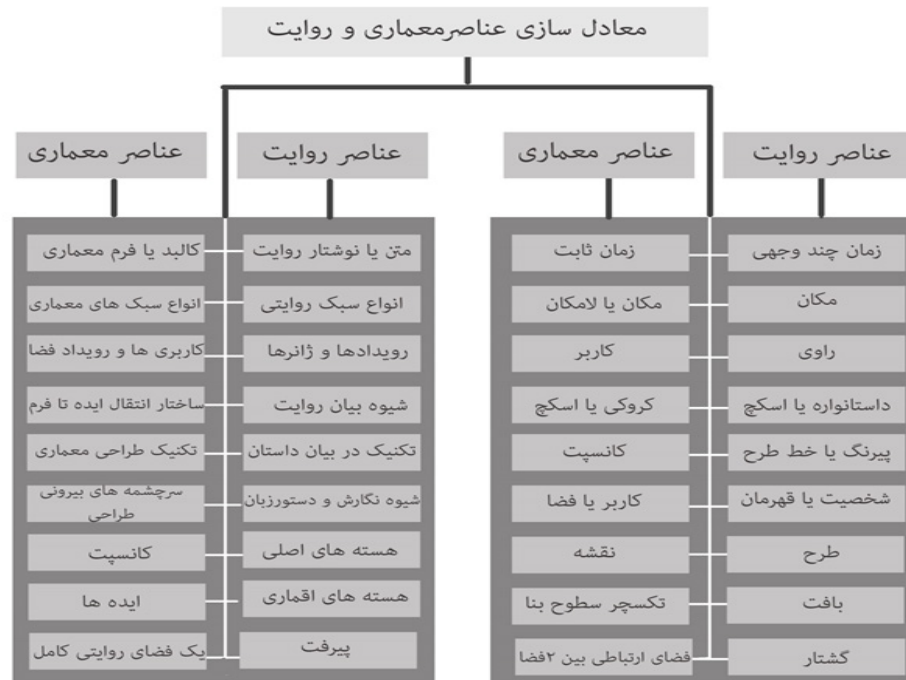 معادل سازی عناصرمعماری و روایت
عناصر روایت
عناصر معماری
زمان چند وجهی
زمان ثابت
مکان
مکان یا لامکان
راوی
کاربر
داستانواره یا اسکچ
کروکی یا اسکچ
پیرنگ یا خط طرح
کانسپت
شخصیت یا قهرمان
کاربر یا فضا
طرح
نقشه
بافت
تکسچر سطوح بنا
گشتار
فضای ارتباطی بین ۲فضا
عناصر روایت
عناصر معماری
متن یا نوشتار روایت
کالبد یا فرم معماری
انواع سبک روایتی
انواع سبک های معماری
رویدادها و ژانرها
کاربری ها و رویداد فضا
شیوه بیان روایت
ساختار انتقال ایده تا فرم
تکنیک در بیان داستان
تکنیک طراحی معماری
شیوه نگارش و دستورزبان
سرچشمه های بیرونی
طراحی
هسته های اصلی
کانسپت
هسته های اقماری
ایده ها
پیرفت
یک فضای روایتی کامل